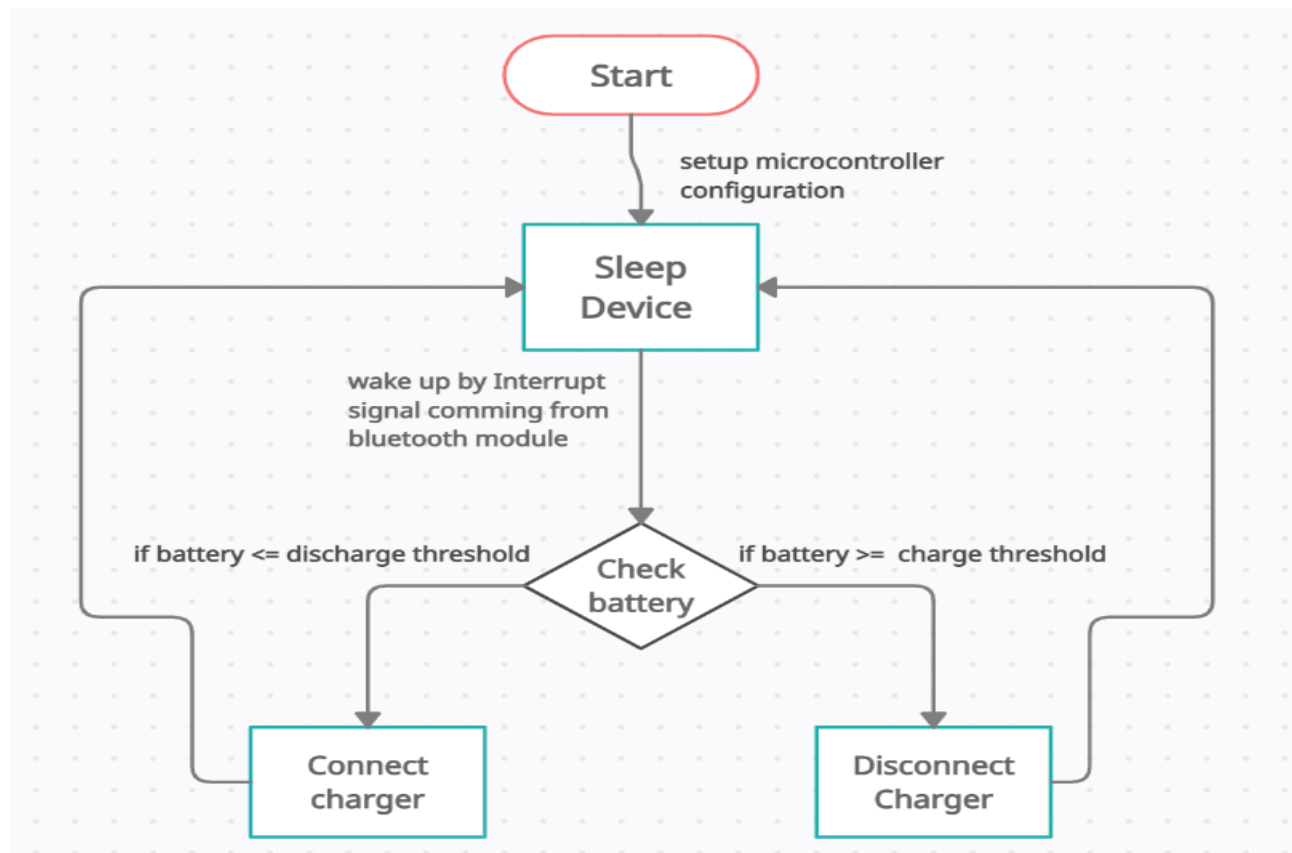 Start
setup microcontroller
configuration
Sleep
Device
wake up by Interrupt
signal comming from
bluetooth module
if battery <= discharge threshold
if battery >=  charge threshold
Check
battery
Connect
charger
Disconnect
Charger